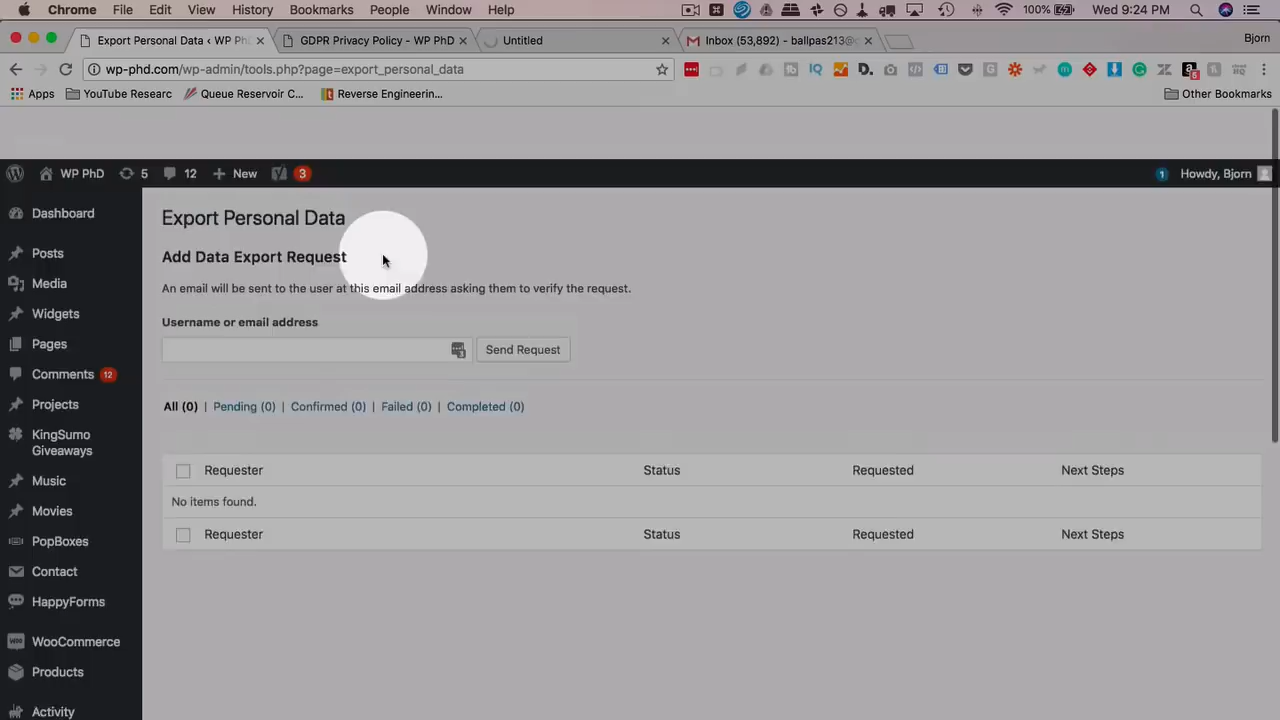 Chrome File Edit View History Bookmarks People Window Help 100% Wed 9:24 PM
Export Personal Data ‹ WP PhD GDPR Privacy Policy - WP PhD Untitled Inbox (53,892) - ballpas213@ Bjorn
wp-phd.com/wp-admin/tools.php?page=export_personal_data
Apps YouTube Researc Queue Reservoir C... Reverse Engineerin... Other Bookmarks
WP PhD 5 12 New 3 1 Howdy, Bjorn
Dashboard
Posts
Media
Widgets
Pages
Comments 12
Projects
KingSumo
Giveaways
Music
Movies
PopBoxes
Contact
HappyForms
WooCommerce
Products
Activity
Export Personal Data
Add Data Export Request
An email will be sent to the user at this email address asking them to verify the request.
Username or email address
Send Request
All (0) | Pending (0) | Confirmed (0) | Failed (0) | Completed (0)
Requester Status Requested Next Steps
No items found.
Requester Status Requested Next Steps